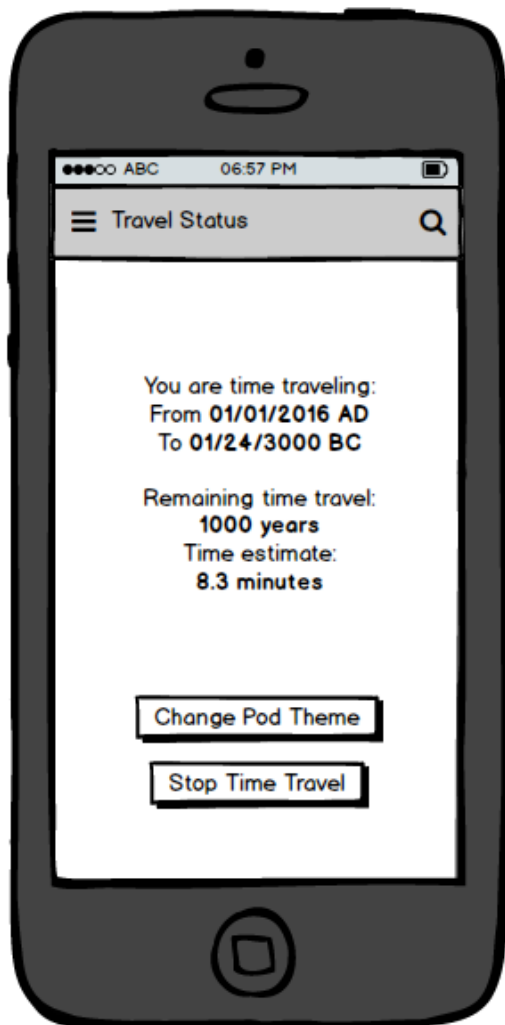 ABC 06:57 PM
Travel Status
You are time traveling:
From 01/01/2016 AD
To 01/24/3000 BC
Remaining time travel:
1000 years
Time estimate:
8.3 minutes
Change Pod Theme
Stop Time Travel